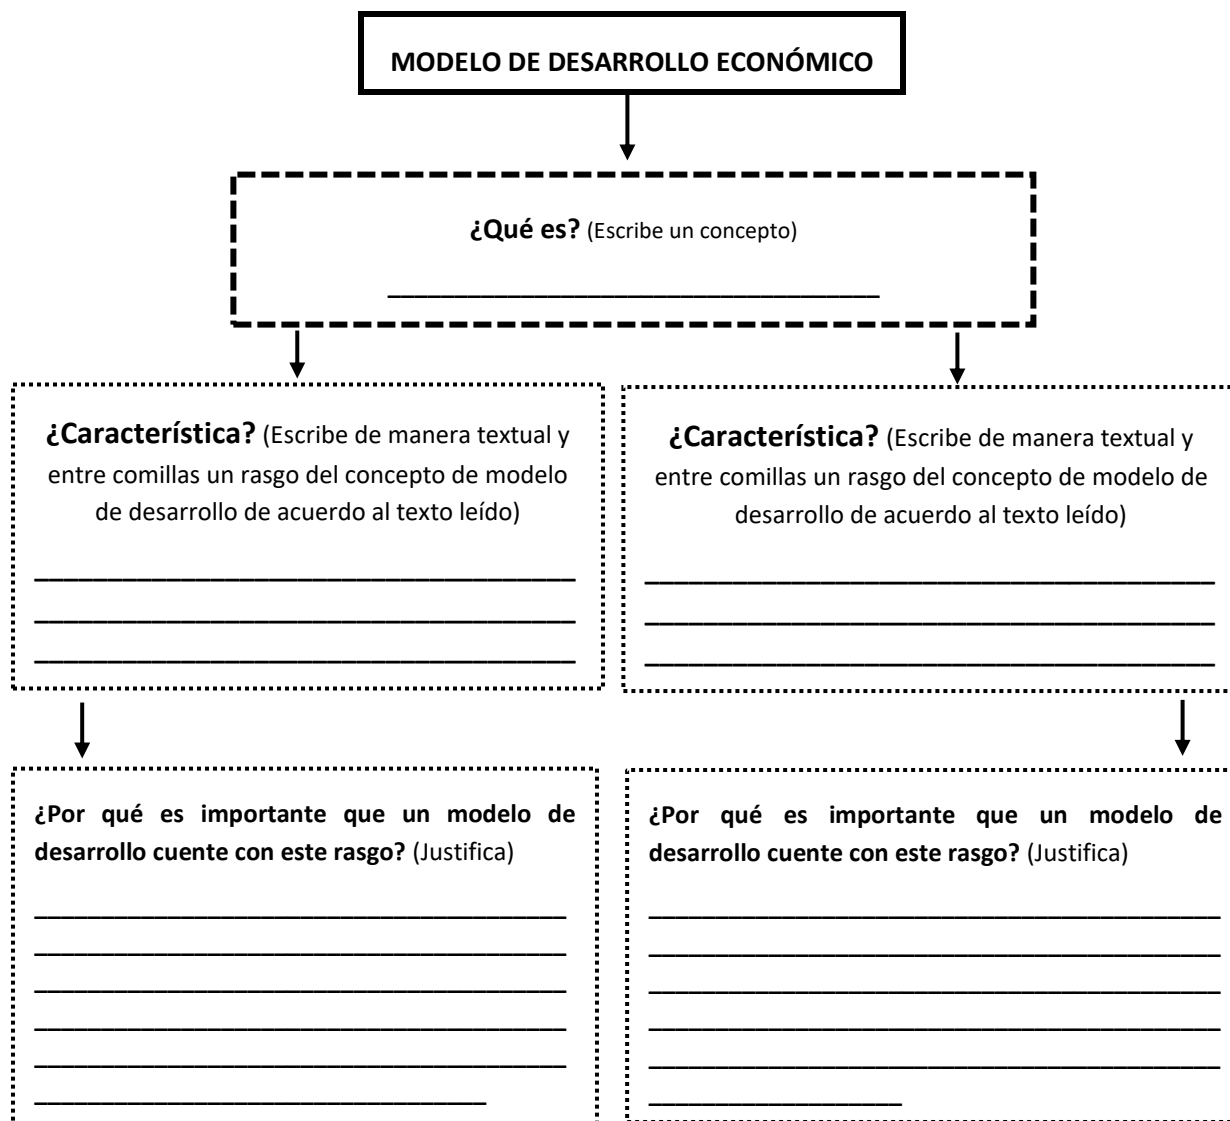 MODELO DE DESARROLLO ECONÓMICO
¿Qué es? (Escribe un concepto)
¿Característica? (Escribe de manera textual y
entre comillas un rasgo del concepto de modelo
de desarrollo de acuerdo al texto leído)
¿Característica? (Escribe de manera textual y
entre comillas un rasgo del concepto de modelo de
desarrollo de acuerdo al texto leído)
¿Por qué es importante que un modelo de
desarrollo cuente con este rasgo? (Justifica)
¿Por qué es importante que un modelo de
desarrollo cuente con este rasgo? (Justifica)